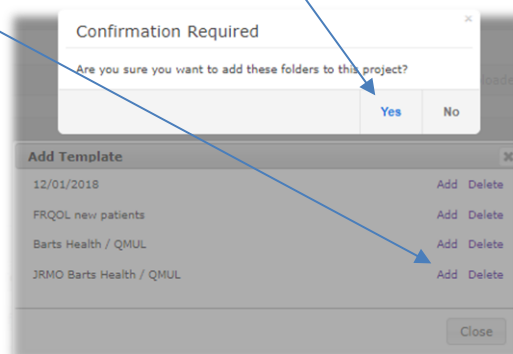 Confirmation Required
Are you sure you want to add these folders to this project?
Yes No
Add Template
12/01/2018 Add Delete
FRQOL new patients Add Delete
Barts Health / QMUL Add Delete
JRMO Barts Health / QMUL Add Delete
Close